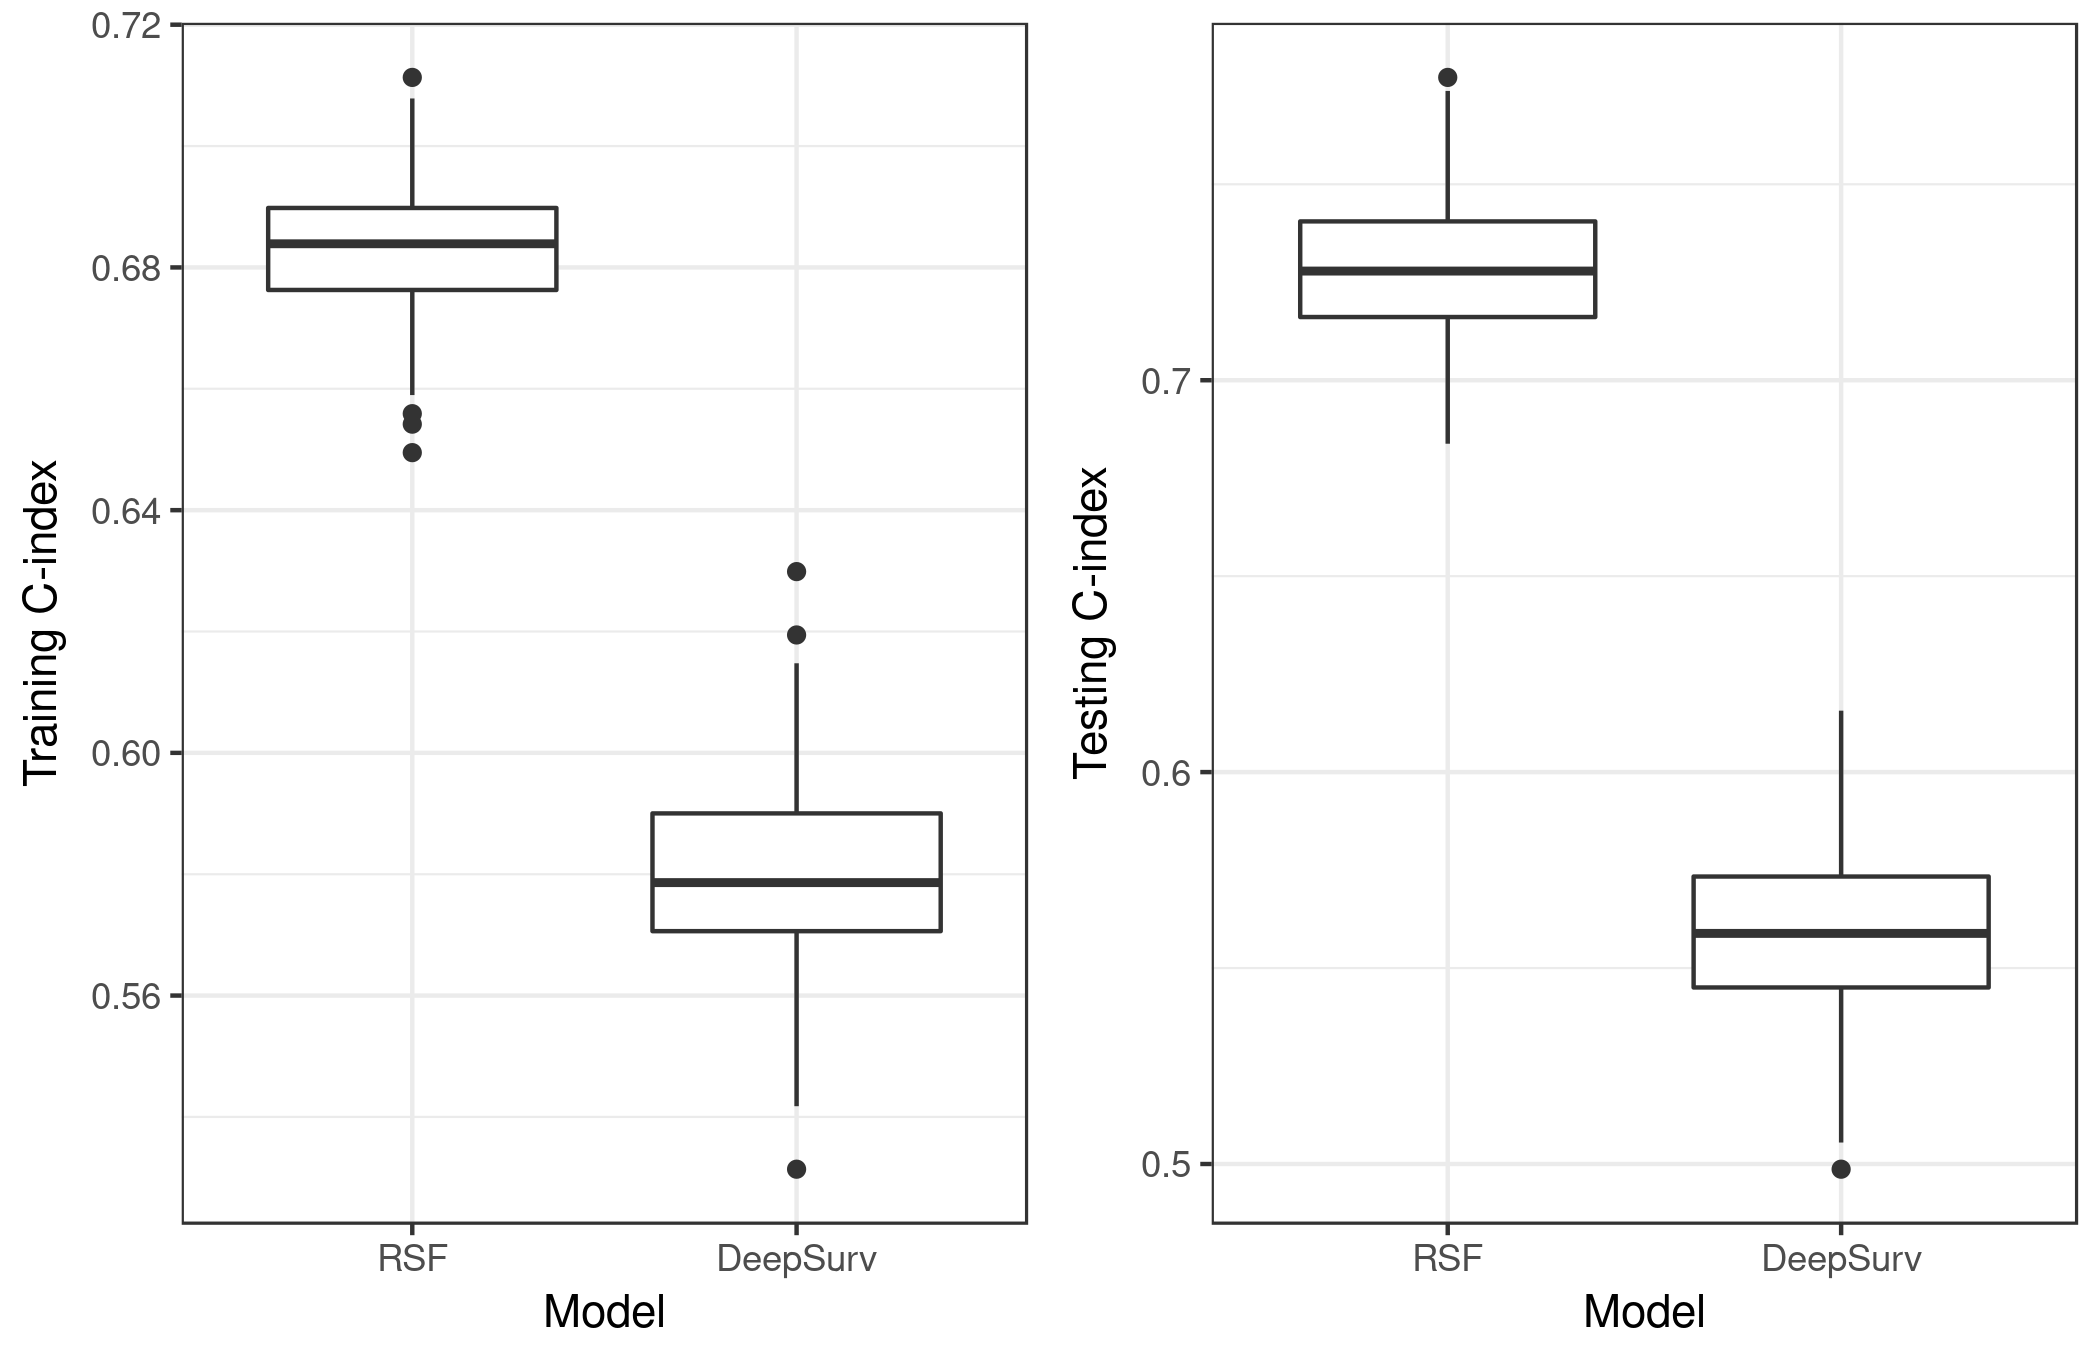 Training C-index
0.72
0.68
0.64
0.60
0.56
RSF
DeepSurv
Model
Testing C-index
0.7
0.6
0.5
RSF
DeepSurv
Model